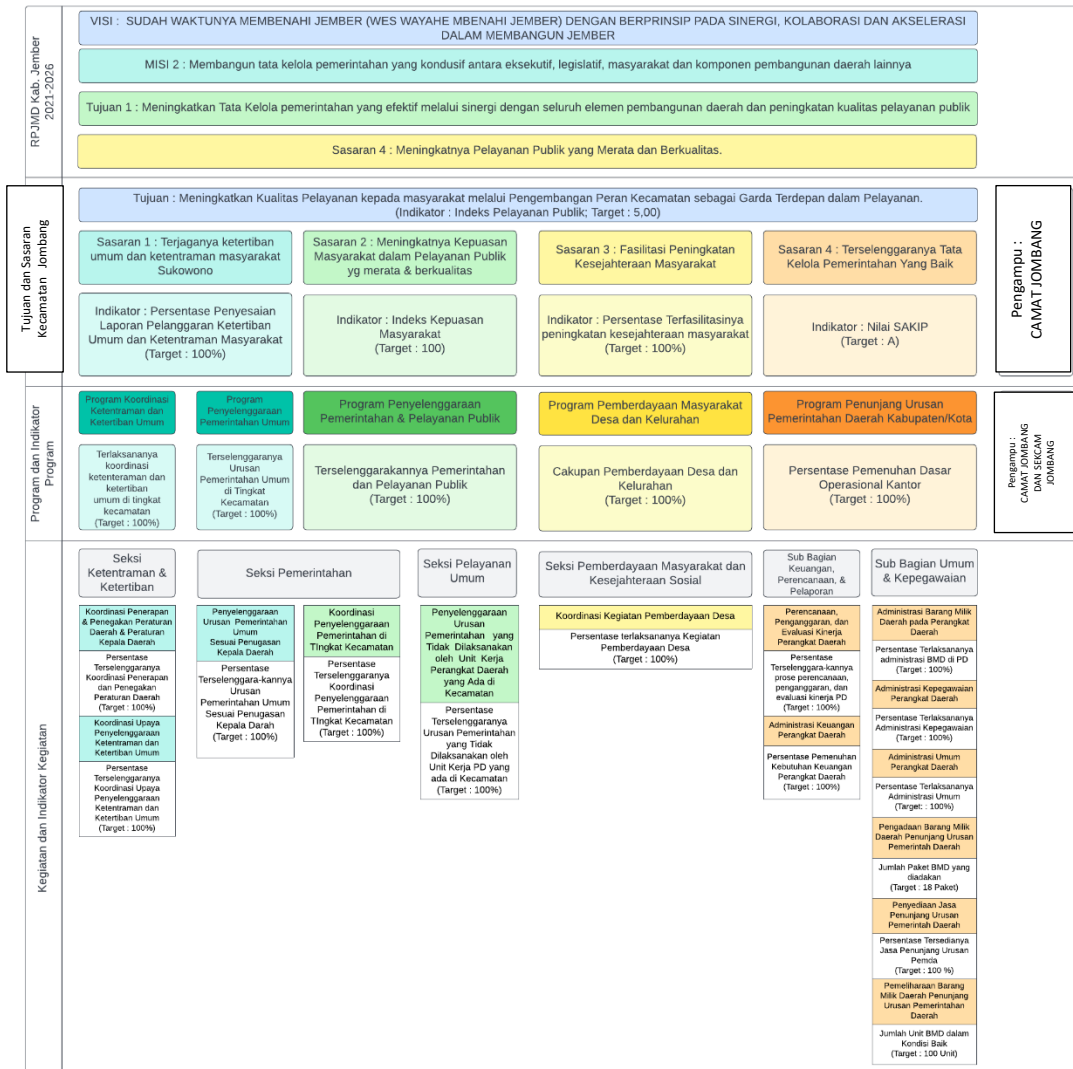 RPJMD Kab. Jember
2021-2026
VISI : SUDAH WAKTUNYA MEMBENAHI JEMBER (WES WAYAHE MBENAHI JEMBER) DENGAN BERPRINSIP PADA SINERGI, KOLABORASI DAN AKSELERASI
DALAM MEMBANGUN JEMBER
MISI 2 : Membangun tata kelola pemerintahan yang kondusif antara eksekutif, legislatif, masyarakat dan komponen pembangunan daerah lainnya
Tujuan 1 : Meningkatkan Tata Kelola pemerintahan yang efektif melalui sinergi dengan seluruh elemen pembangunan daerah dan peningkatan kualitas pelayanan publik
Sasaran 4 : Meningkatnya Pelayanan Publik yang Merata dan Berkualitas.
Tujuan dan Sasaran
Kecamatan Jombang
Tujuan : Meningkatkan Kualitas Pelayanan kepada masyarakat melalui Pengembangan Peran Kecamatan sebagai Garda Terdepan dalam Pelayanan.
(Indikator : Indeks Pelayanan Publik; Target : 5,00)
Sasaran 1 : Terjaganya ketertiban
umum dan ketentraman masyarakat
Sukowono
Sasaran 2 : Meningkatnya Kepuasan
Masyarakat dalam Pelayanan Publik
yg merata & berkualitas
Sasaran 3 : Fasilitasi Peningkatan
Kesejahteraan Masyarakat
Sasaran 4 : Terselenggaranya Tata
Kelola Pemerintahan Yang Baik
Indikator : Persentase Penyesaian
Laporan Pelanggaran Ketertiban
Umum dan Ketentraman Masyarakat
(Target : 100%)
Indikator : Indeks Kepuasan
Masyarakat
(Target : 100)
Indikator : Persentase Terfasilitasinya
peningkatan kesejahteraan masyarakat
(Target : 100%)
Indikator : Nilai SAKIP
(Target : A)
Pengampu :
CAMAT JOMBANG
Program dan Indikator
Program
Program Koordinasi
Ketentraman dan
Ketertiban Umum
Program
Penyelenggaraan
Pemerintahan Umum
Program Penyelenggaraan
Pemerintahan & Pelayanan Publik
Program Pemberdayaan Masyarakat
Desa dan Kelurahan
Program Penunjang Urusan
Pemerintahan Daerah Kabupaten/Kota
Terlaksananya
koordinasi
ketenteraman dan
ketertiban
umum di tingkat
kecamatan
(Target : 100%)
Terselenggaranya
Urusan
Pemerintahan Umum
di Tingkat
Kecamatan
(Target : 100%)
Terselenggarakannya Pemerintahan
dan Pelayanan Publik
(Target : 100%)
Cakupan Pemberdayaan Desa dan
Kelurahan
(Target : 100%)
Persentase Pemenuhan Dasar
Operasional Kantor
(Target : 100%)
Pengampu :
CAMAT JOMBANG
DAN SEKCAM
JOMBANG
Kegiatan dan Indikator Kegiatan
Seksi
Ketentraman &
Ketertiban
Seksi Pemerintahan
Seksi Pelayanan
Umum
Seksi Pemberdayaan Masyarakat dan
Kesejahteraan Sosial
Sub Bagian
Keuangan,
Perencanaan, &
Pelaporan
Sub Bagian Umum
& Kepegawaian
Koordinasi Penerapan
& Penegakan Peraturan
Daerah & Peraturan
Kepala Daerah
Persentase
Terselenggaranya
Koordinasi Penerapan
dan Penegakan
Peraturan Daerah
(Target : 100%)
Koordinasi Upaya
Penyelenggaraan
Ketentraman dan
Ketertiban Umum
Persentase
Terselenggaranya
Koordinasi Upaya
Penyelenggaraan
Ketentraman dan
Ketertiban Umum
(Target : 100%)
Penyelenggaraan
Urusan Pemerintahan
Umum
Sesuai Penugasan
Kepala Daerah
Persentase
Terselenggara-kannya
Urusan
Pemerintahan Umum
Sesuai Penugasan
Kepala Darah
(Target : 100%)
Koordinasi
Penyelenggaraan
Pemerintahan di
TIngkat Kecamatan
Persentase
Terselenggaranya
Koordinasi
Penyelenggaraan
Pemerintahan di
TIngkat Kecamatan
(Target : 100%)
Penyelenggaraan
Urusan
Pemerintahan yang
Tidak Dilaksanakan
oleh Unit Kerja
Perangkat Daerah
yang Ada di
Kecamatan
Persentase
Terselenggaranya
Urusan Pemerintahan
yang Tidak
Dilaksanakan oleh
Unit Kerja PD yang
ada di Kecamatan
(Target : 100%)
Koordinasi Kegiatan Pemberdayaan Desa
Persentase terlaksananya Kegiatan
Pemberdayaan Desa
(Target : 100%)
Perencanaan,
Penganggaran, dan
Evaluasi Kinerja
Perangkat Daerah
Persentase
Terselenggara-kannya
prose perencanaan,
penganggaran, dan
evaluasi kinerja PD
(Target : 100%)
Administrasi Keuangan
Perangkat Daerah
Persentase Pemenuhan
Kebutuhan Keuangan
Perangkat Daerah
(Target : 100%)
Administrasi Barang Milik
Daerah pada Perangkat
Daerah
Persentase Terlaksananya
administrasi BMD di PD
(Target : 100%)
Administrasi Kepegawaian
Perangkat Daerah
Persentase Terlaksananya
Administrasi Kepegawaian
(Target : 100%)
Administrasi Umum
Perangkat Daerah
Persentase Terlaksananya
Administrasi Umum
(Target: : 100%)
Pengadaan Barang Milik
Daerah Penunjang Urusan
Pemerintah Daerah
Jumlah Paket BMD yang
diadakan
(Target : 18 Paket)
Penyediaan Jasa
Penunjang Urusan
Pemerintah Daerah
Persentase Tersedianya
Jasa Penunjang Urusan
Pemda
(Target : 100 %)
Pemeliharaan Barang
Milik Daerah Penunjang
Urusan Pemerintahan
Daerah
Jumlah Unit BMD dalam
Kondisi Baik
(Target : 100 Unit)